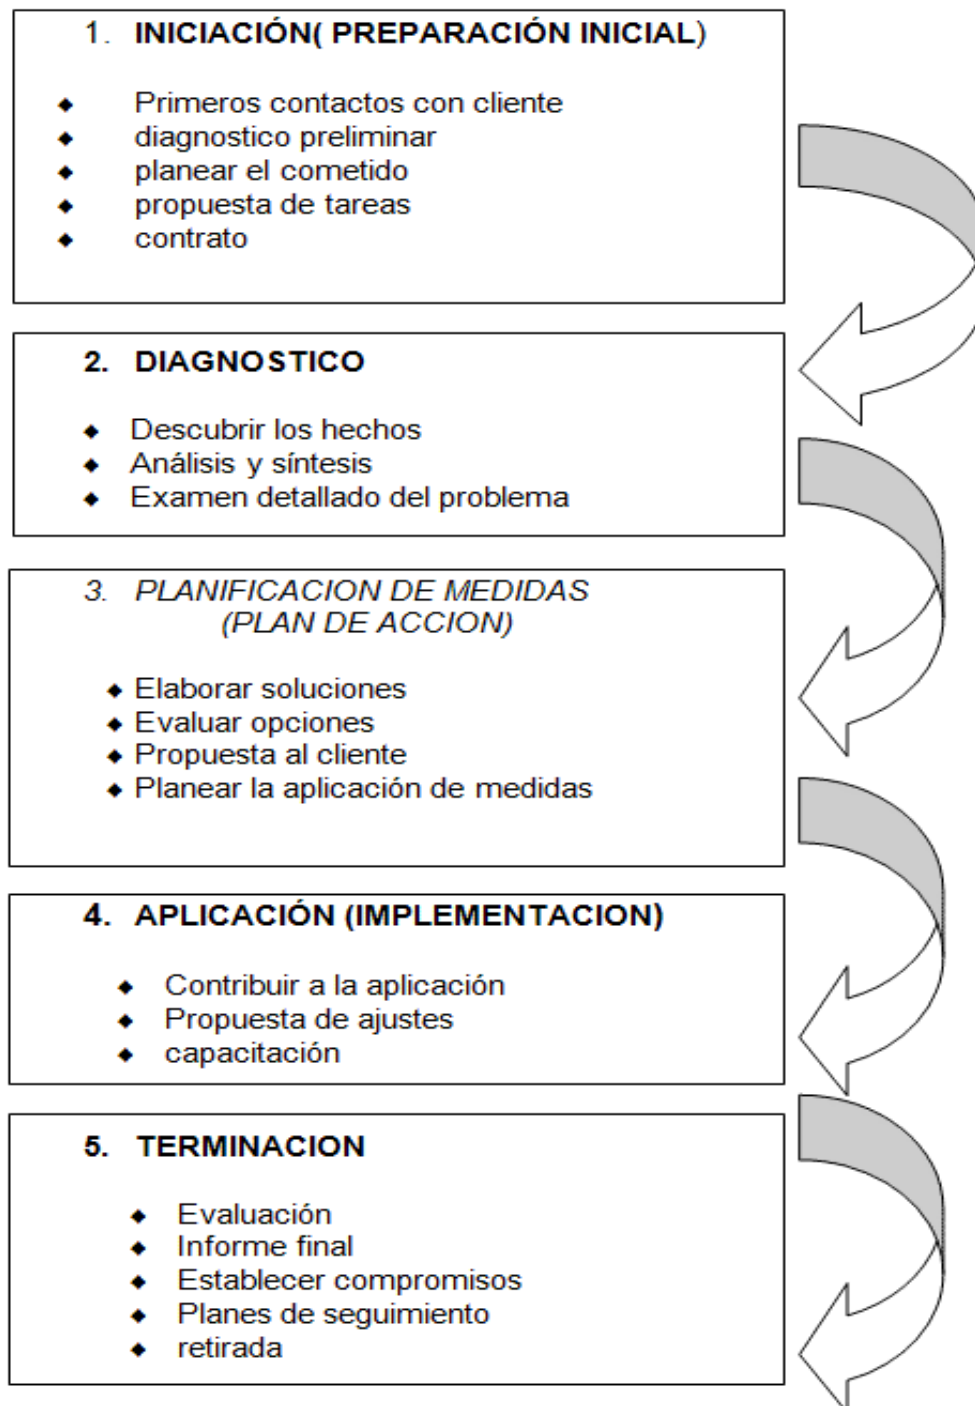 1. INICIACIÓN( PREPARACIÓN INICIAL)
◆ Primeros contactos con cliente
◆ diagnostico preliminar
◆ planear el cometido
◆ propuesta de tareas
◆ contrato
2. DIAGNOSTICO
◆ Descubrir los hechos
◆ Análisis y síntesis
◆ Examen detallado del problema
3. PLANIFICACION DE MEDIDAS
(PLAN DE ACCION)
◆ Elaborar soluciones
◆ Evaluar opciones
◆ Propuesta al cliente
◆ Planear la aplicación de medidas
4. APLICACIÓN (IMPLEMENTACION)
◆ Contribuir a la aplicación
◆ Propuesta de ajustes
◆ capacitación
5. TERMINACION
◆ Evaluación
◆ Informe final
◆ Establecer compromisos
◆ Planes de seguimiento
◆ retirada